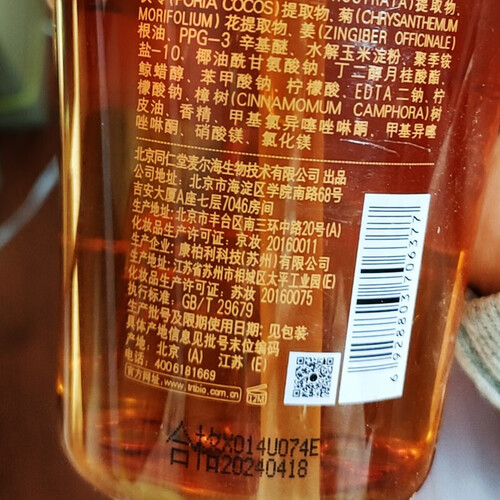 苓(PORIA COCOS)提取物、菊(CHRYSANTHEMUM
MORIFOLIUM)花提取物、姜(ZINGIBER OFFICINALE)
根油、PPG-3 辛基醚、水解玉米淀粉、聚季铵
盐-10、椰油酰甘氨酸钠、丁二醇月桂酸酯、
鲸蜡醇、苯甲酸钠、柠檬酸、EDTA二钠、柠
檬酸钠、樟树(CINNAMOMUM CAMPHORA)树
皮油、香精、甲基氯异噻唑啉酮、甲基异噻
唑啉酮、硝酸镁、氯化镁
北京同仁堂麦尔海生物技术有限公司 出品
公司地址：北京市海淀区学院南路68号
吉安大厦A座七层7046房间
生产地址:北京市丰台区南三环中路20号(A)
化妆品生产许可证：京妆 20160011
生产企业：康柏利科技(苏州)有限公司
生产地址:江苏省苏州市相城区太平工业园(E)
化妆品生产许可证：苏妆 20160075
执行标准：GB/T 29679
生产批号及限期使用日期: 见包装
具体产地信息见批号末位编码
产地：北京 (A) 江苏 (E)
电话：4006181669
官方网址:www.trtbio.com.cn
12M
6928803706377
合格X014U074E
合格20240418